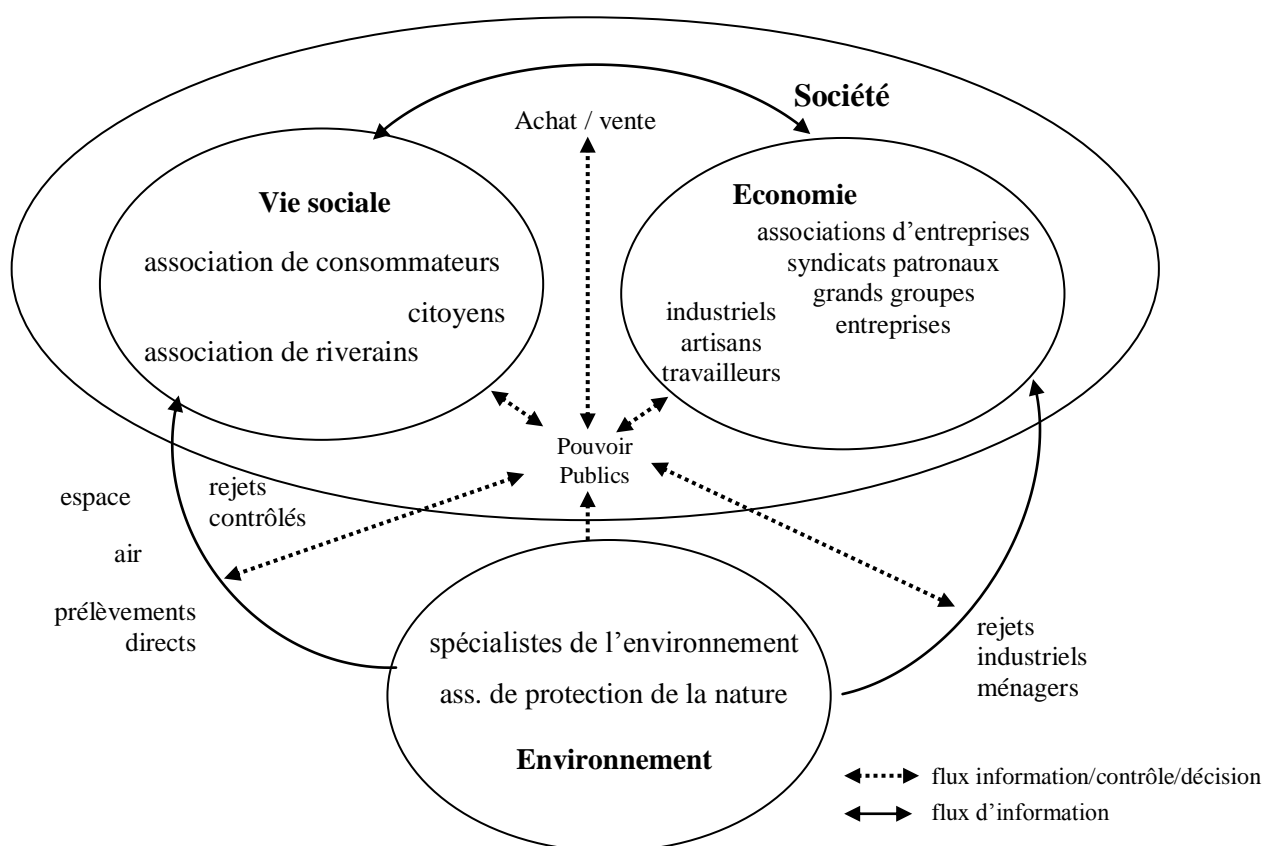 Société
Achat / vente
Vie sociale
association de consommateurs
citoyens
association de riverains
Economie
associations d’entreprises
syndicats patronaux
grands groupes
entreprises
industriels
artisans
travailleurs
Pouvoir
Publics
espace
air
prélèvements
directs
rejets
contrôlés
spécialistes de l’environnement
ass. de protection de la nature
Environnement
rejets
industriels
ménagers
flux information/contrôle/décision
flux d’information